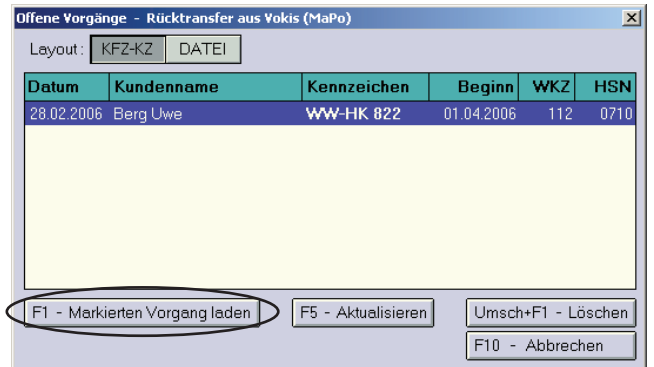 Offene Vorgänge - Rücktransfer aus Vokis (MaPo)
Layout: KFZ-KZ DATEI
Datum Kundenname Kennzeichen Beginn WKZ HSN
28.02.2006 Berg Uwe WW-HK 822 01.04.2006 112 0710
F1 - Markierten Vorgang laden F5 - Aktualisieren Umsch+F1 - Löschen
F10 - Abbrechen